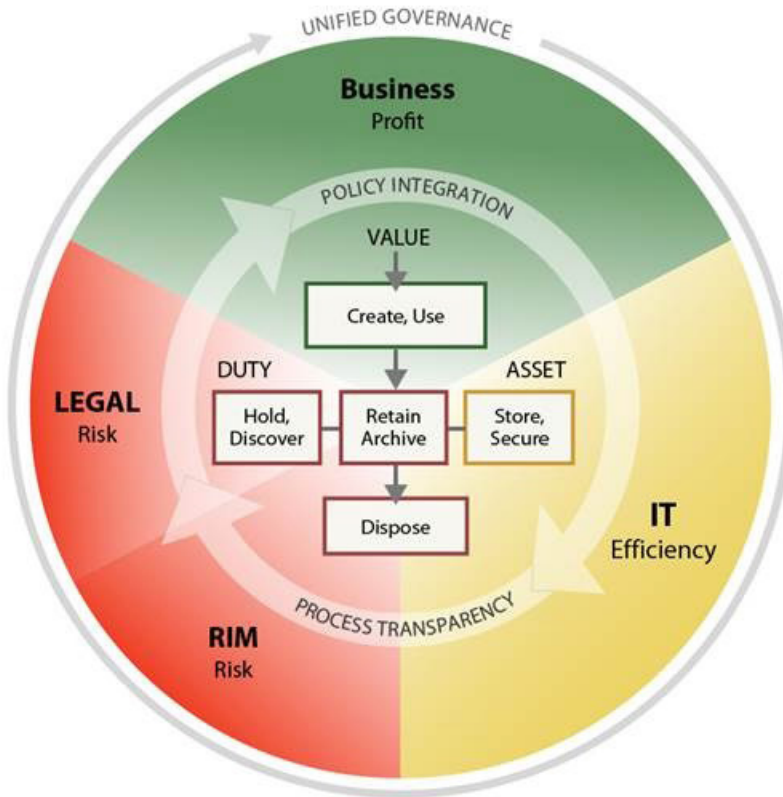 UNIFIED GOVERNANCE
Business
Profit
POLICY INTEGRATION
VALUE
Create, Use
DUTY
ASSET
LEGAL
Risk
Hold,
Discover
Retain
Archive
Store,
Secure
Dispose
IT
Efficiency
PROCESS TRANSPARENCY
RIM
Risk